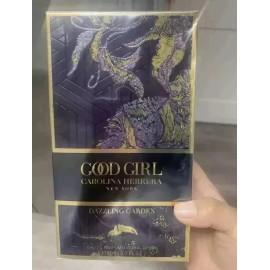 GOOD GIRL
CAROLINA HERRERA
NEW YORK
DAZZLING GARDEN